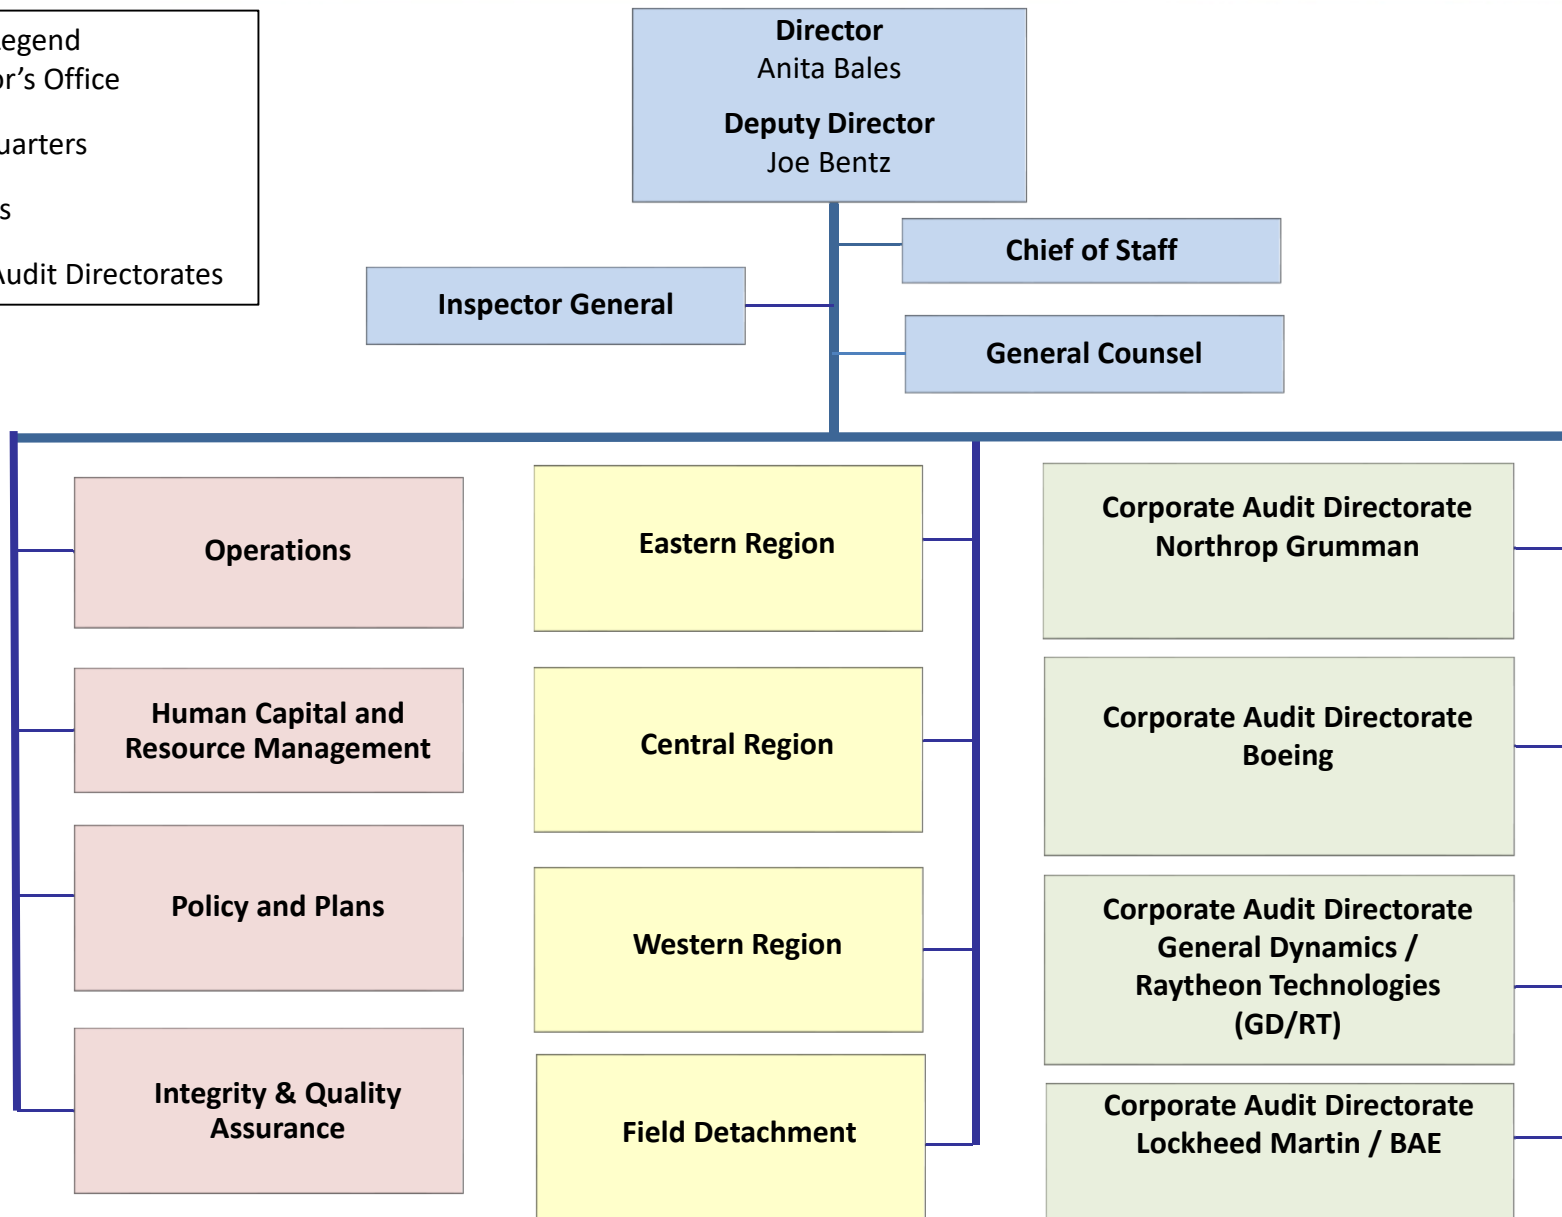 Legend
or's Office
uarters
s
Audit Directorates
Director
Anita Bales
Deputy Director
Joe Bentz
Chief of Staff
Inspector General
General Counsel
Operations
Human Capital and
Resource Management
Policy and Plans
Integrity & Quality
Assurance
Eastern Region
Central Region
Western Region
Field Detachment
Corporate Audit Directorate
Northrop Grumman
Corporate Audit Directorate
Boeing
Corporate Audit Directorate
General Dynamics /
Raytheon Technologies
(GD/RT)
Corporate Audit Directorate
Lockheed Martin / BAE